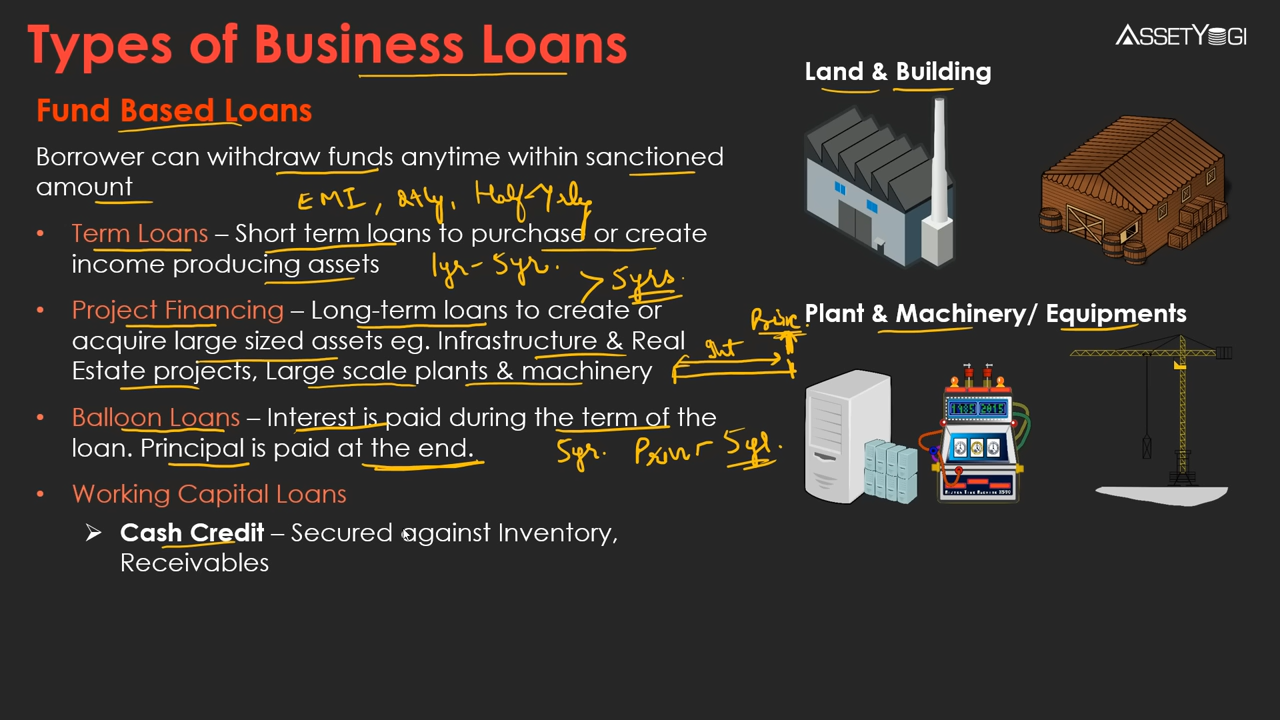 Types of Business Loans
ASSETYOGI
Fund Based Loans
Borrower can withdraw funds anytime within sanctioned
amount
EMI, Qtly, Half-Yrly
• Term Loans – Short term loans to purchase or create
income producing assets
1yr - 5yr.
> 5yrs.
• Project Financing – Long-term loans to create or
acquire large sized assets eg. Infrastructure & Real
Estate projects, Large scale plants & machinery
Int
Princ.
• Balloon Loans – Interest is paid during the term of the
loan. Principal is paid at the end.
5yr. 5yr.
• Working Capital Loans
➢ Cash Credit – Secured against Inventory,
Receivables
Land & Building
Plant & Machinery/ Equipments